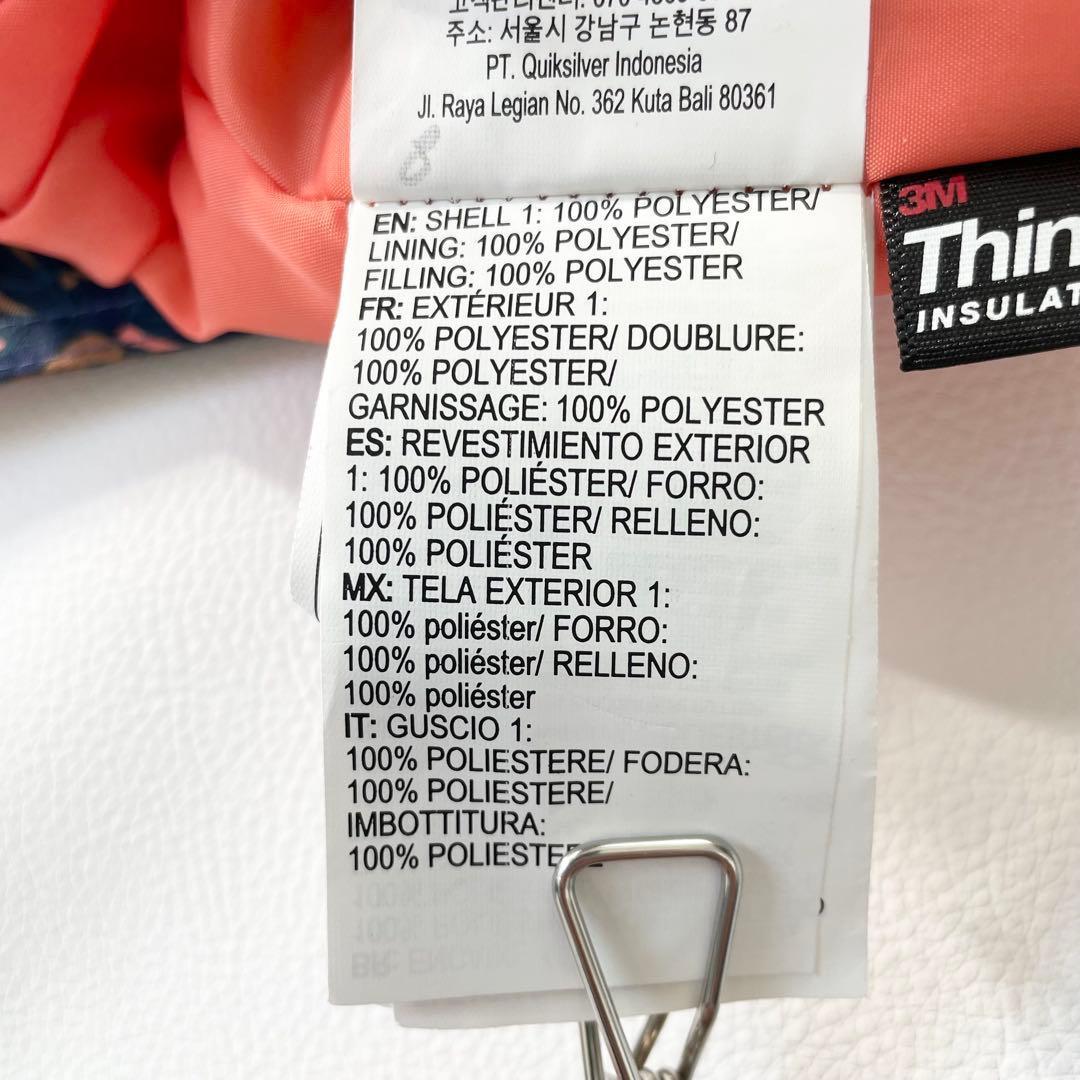 주소: 서울시 강남구 논현동 87
PT. Quiksilver Indonesia
Jl. Raya Legian No. 362 Kuta Bali 80361
8
EN: SHELL 1: 100% POLYESTER/
LINING: 100% POLYESTER/
FILLING: 100% POLYESTER
FR: EXTÉRIEUR 1:
100% POLYESTER/ DOUBLURE:
100% POLYESTER/
GARNISSAGE: 100% POLYESTER
ES: REVESTIMIENTO EXTERIOR
1: 100% POLIÉSTER/ FORRO:
100% POLIÉSTER/ RELLENO:
100% POLIÉSTER
MX: TELA EXTERIOR 1:
100% poliéster/ FORRO:
100% poliéster/ RELLENO:
100% poliéster
IT: GUSCIO 1:
100% POLIESTERE/ FODERA:
100% POLIESTERE/
IMBOTTITURA:
100% POLIESTERE
3M
Thin
INSULAT